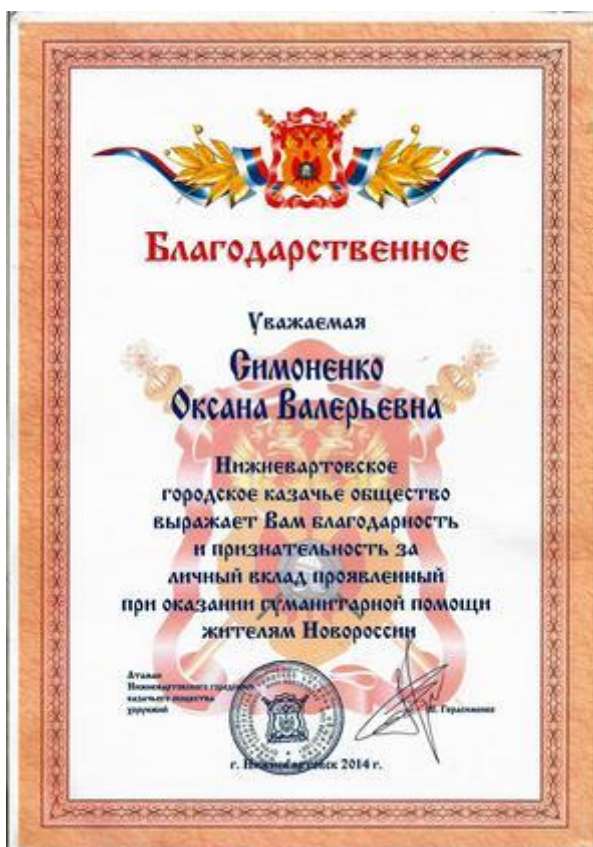 Благодарственное
Уважаемая
Симоненко
Оксана Валерьевна
Нижневартовское
городское казачье общество
выражает Вам благодарность
и признательность за
личный вклад проявленный
при оказании гуманитарной помощи
жителям Новороссии
Атаман
Нижневартовского городского
казачьего общества
Герасименко
г. Нижневартовск 2014 г.